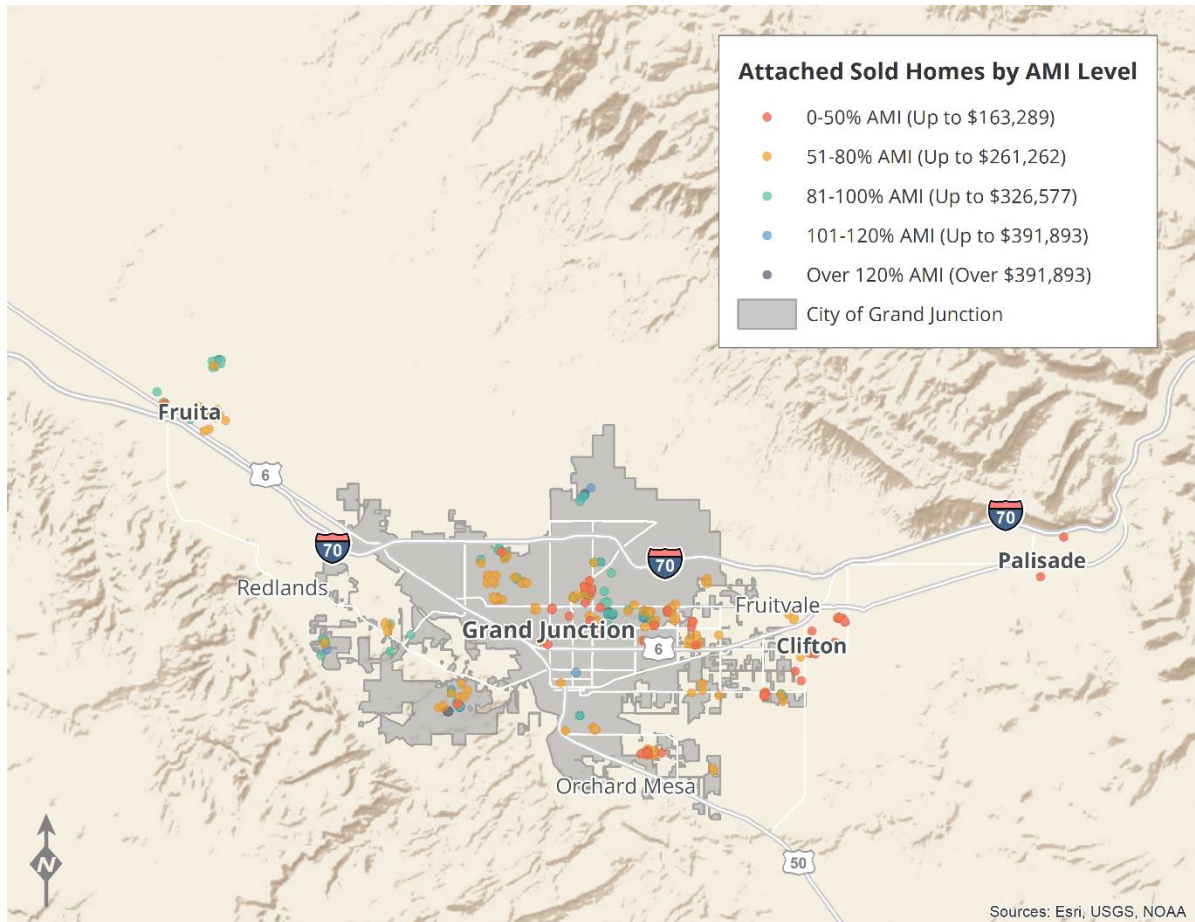 Attached Sold Homes by AMI Level
0-50% AMI (Up to $163,289)
51-80% AMI (Up to $261,262)
81-100% AMI (Up to $326,577)
101-120% AMI (Up to $391,893)
Over 120% AMI (Over $391,893)
City of Grand Junction
Fruita
6
70
70
70
Palisade
Redlands
Fruitvale
Grand Junction
6
Clifton
Orchard Mesa
50
N
Sources: Esri, USGS, NOAA